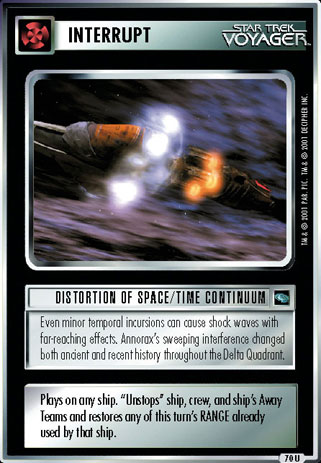 INTERRUPT
STAR TREK
VOYAGER™
TM & © 2001 PAR. PIC. TM & © 2001 DECIPHER INC.
DISTORTION OF SPACE/TIME CONTINUUM
Even minor temporal incursions can cause shock waves with
far-reaching effects. Annorax's sweeping interference changed
both ancient and recent history throughout the Delta Quadrant.
Plays on any ship. "Unstops" ship, crew, and ship's Away
Teams and restores any of this turn's RANGE already
used by that ship.
70 U